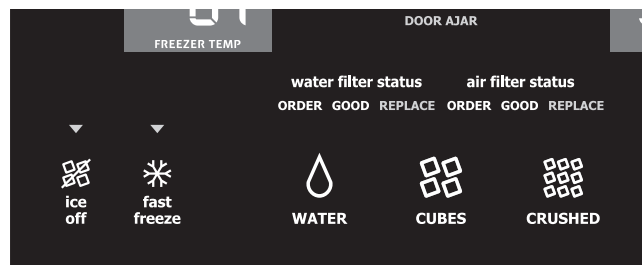 DOOR AJAR
FREEZER TEMP
water filter status air filter status
ORDER GOOD REPLACE ORDER GOOD REPLACE
ice off
fast freeze
WATER CUBES CRUSHED